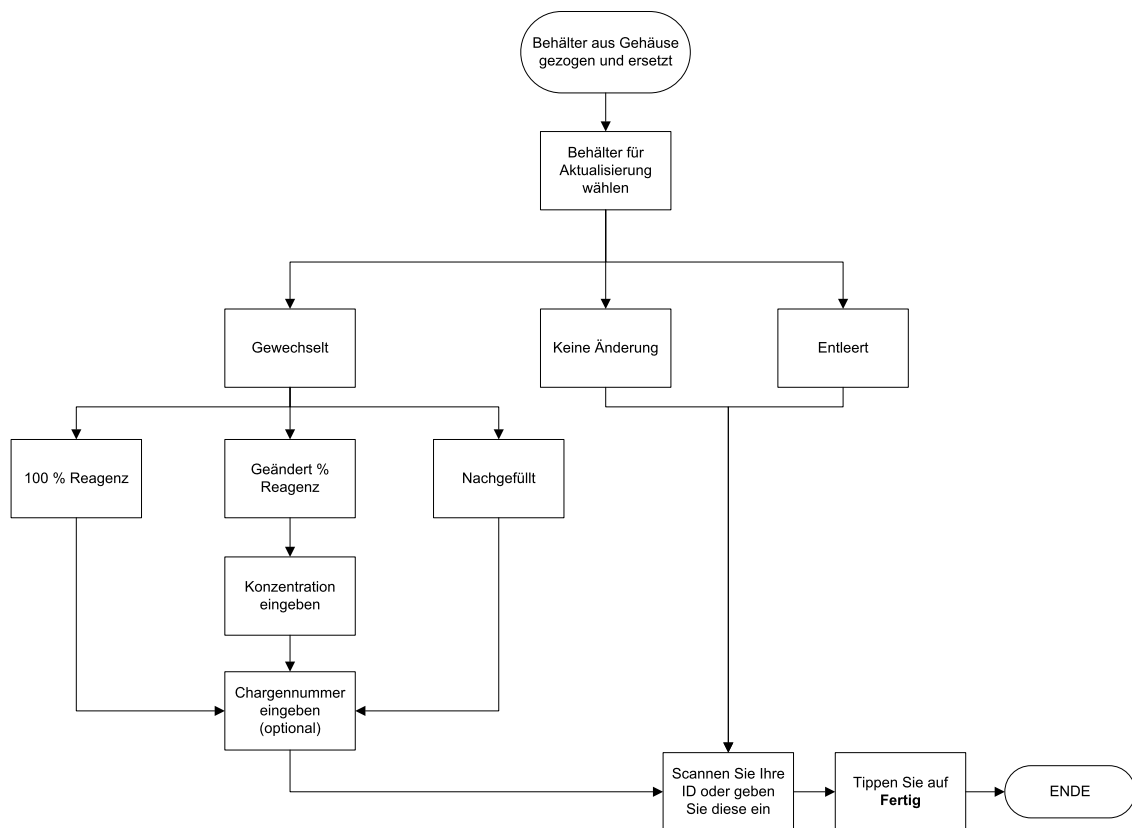 Behälter aus Gehäuse
gezogen und ersetzt
Behälter für
Aktualisierung
wählen
Gewechselt
Keine Änderung
Entleert
100 % Reagenz
Geändert %
Reagenz
Nachgefüllt
Konzentration
eingeben
Chargennummer
eingeben
(optional)
Scannen Sie Ihre
ID oder geben
Sie diese ein
Tippen Sie auf
Fertig
ENDE